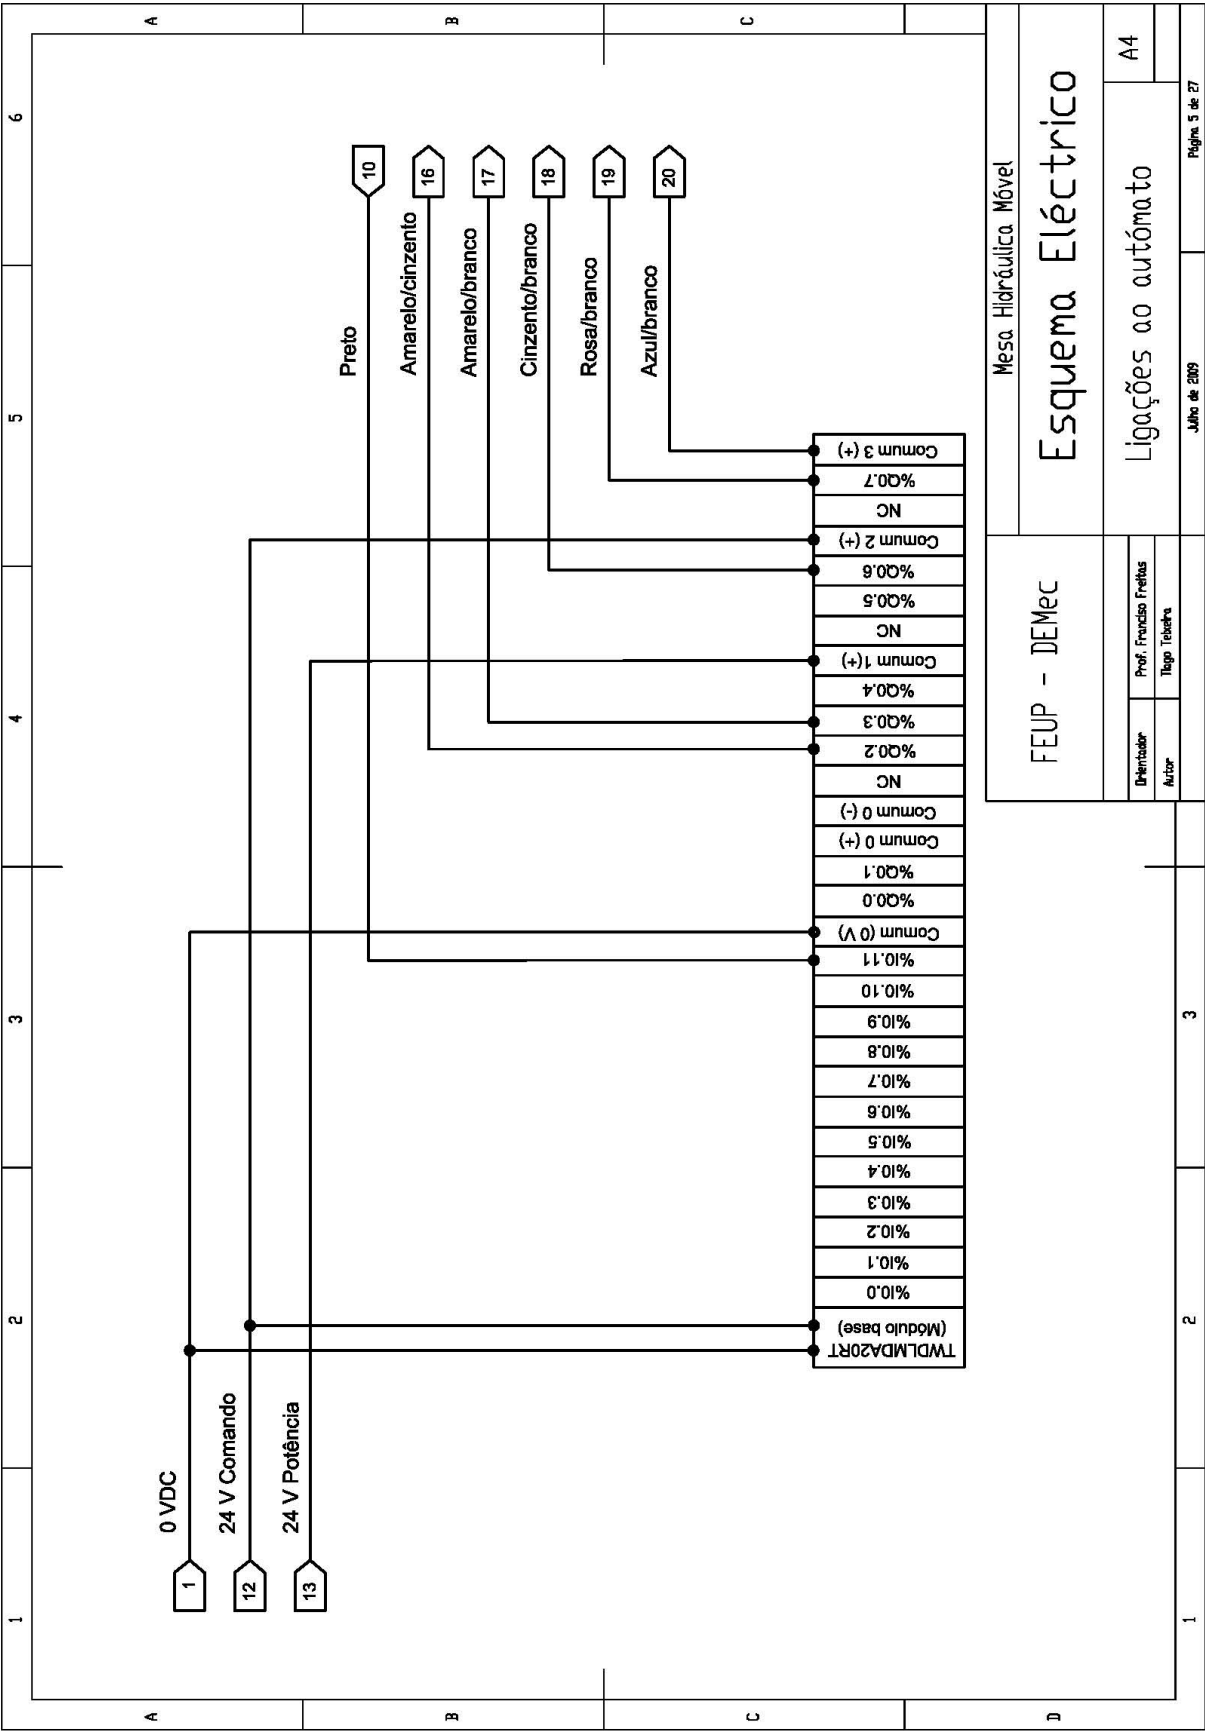 1
2
3
4
5
6
A
B
C
0 VDC
1
24 V Comando
12
24 V Potência
13
Preto
10
Amarelo/cinzento
16
Amarelo/branco
17
Cinzento/branco
18
Rosa/branco
19
Azul/branco
20
TWDLMDA20RT
(Módulo base)
%I0.0
%I0.1
%I0.2
%I0.3
%I0.4
%I0.5
%I0.6
%I0.7
%I0.8
%I0.9
%I0.10
%I0.11
Comum (0 V)
%Q0.0
%Q0.1
Comum 0 (+)
Comum 0 (-)
NC
%Q0.2
%Q0.3
%Q0.4
Comum 1(+)
NC
%Q0.5
%Q0.6
Comum 2 (+)
NC
%Q0.7
Comum 3 (+)
A
B
C
D
FEUP - DEMec
Mesa Hidráulica Móvel
Esquema Eléctrico
Ligações ao autómato
A4
Orientador
Prof. Franciso Freitas
Autor
Tiago Teixeira
Julho de 2009
Página 5 de 27
1
2
3